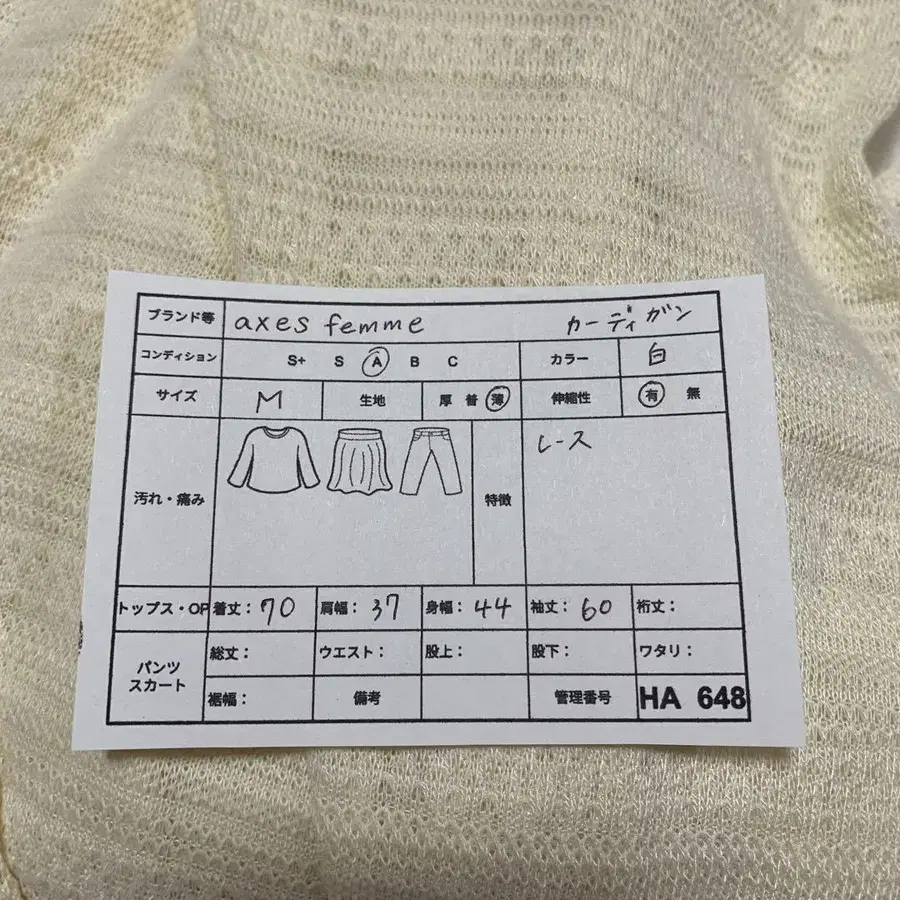 ブランド等 axes femme カーディガン
コンディション S+ S A B C カラー 白
サイズ M 生地 厚 普 薄 伸縮性 有 無
汚れ・痛み 特徴 レース
トップス・OP 着丈：70 肩幅：37 身幅：44 袖丈：60 裄丈：
パンツ スカート 総丈： ウエスト： 股上： 股下： ワタリ：
裾幅： 備考 管理番号 HA 648